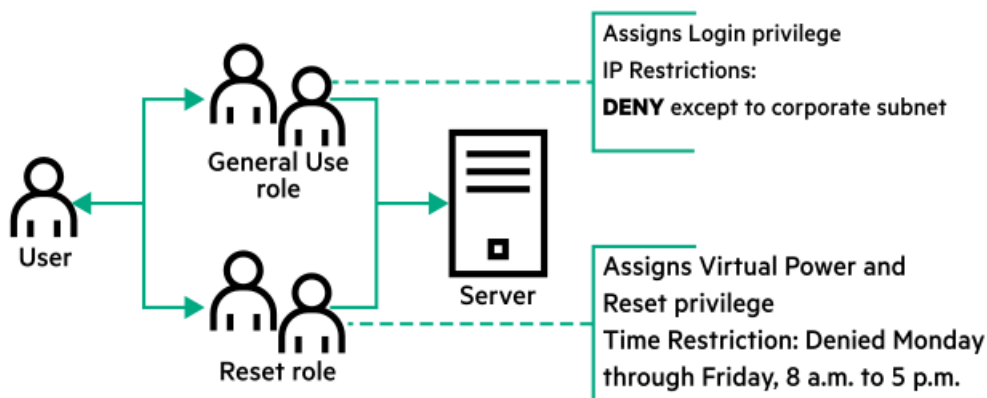 Assigns Login privilege
IP Restrictions:
DENY except to corporate subnet
General Use
role
User
Server
Assigns Virtual Power and
Reset privilege
Time Restriction: Denied Monday
through Friday, 8 a.m. to 5 p.m.
Reset role